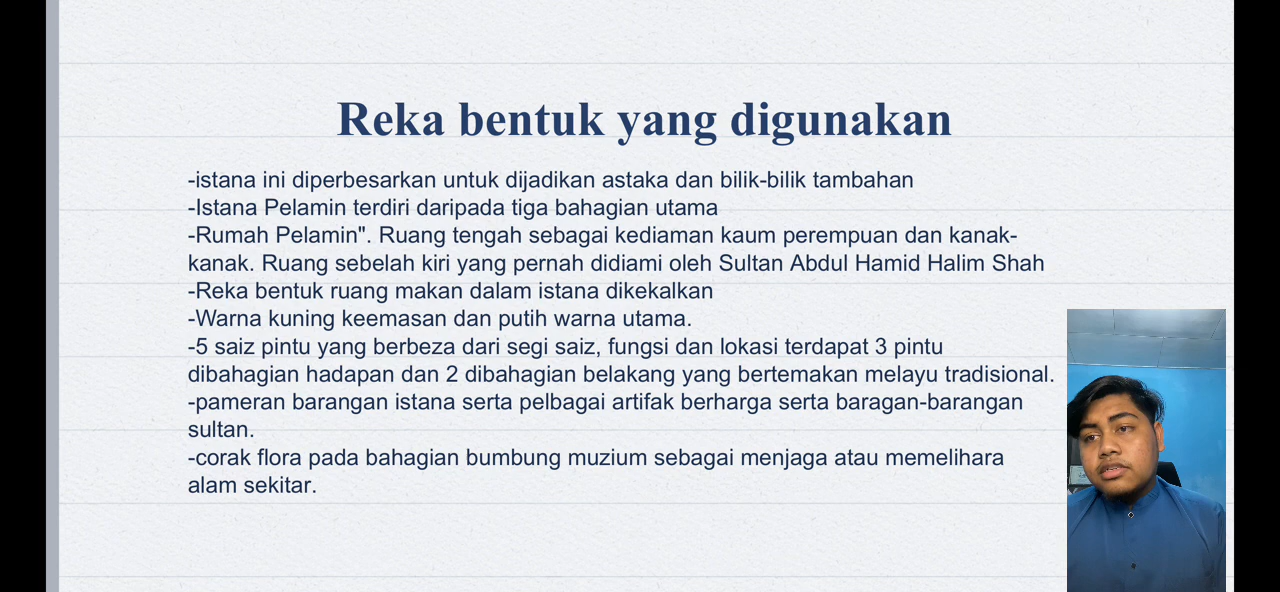 Reka bentuk yang digunakan
-istana ini diperbesarkan untuk dijadikan astaka dan bilik-bilik tambahan
-Istana Pelamin terdiri daripada tiga bahagian utama
-Rumah Pelamin". Ruang tengah sebagai kediaman kaum perempuan dan kanak-
kanak. Ruang sebelah kiri yang pernah didiami oleh Sultan Abdul Hamid Halim Shah
-Reka bentuk ruang makan dalam istana dikekalkan
-Warna kuning keemasan dan putih warna utama.
-5 saiz pintu yang berbeza dari segi saiz, fungsi dan lokasi terdapat 3 pintu
dibahagian hadapan dan 2 dibahagian belakang yang bertemakan melayu tradisional.
-pameran barangan istana serta pelbagai artifak berharga serta baragan-barangan
sultan.
-corak flora pada bahagian bumbung muzium sebagai menjaga atau memelihara
alam sekitar.